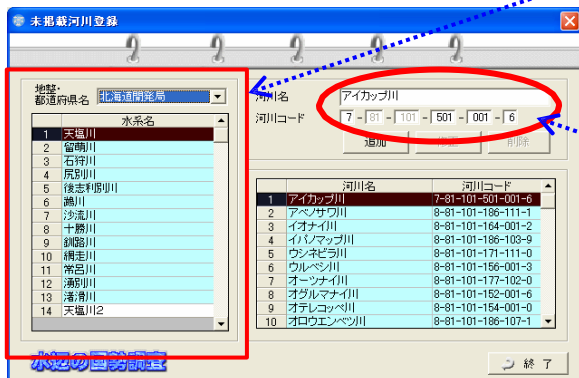 未掲載河川登録
地整・
都道府県名 北海道開発局
水系名
1 天塩川
2 留萌川
3 石狩川
4 尻別川
5 後志利別川
6 鵡川
7 沙流川
8 十勝川
9 釧路川
10 網走川
11 常呂川
12 湧別川
13 渚滑川
14 天塩川2
河川名 アイカップ川
河川コード 7 - 81 - 101 - 501 - 001 - 6
追加 修正 削除
河川名 河川コード
1 アイカップ川 7-81-101-501-001-6
2 アベノサワ川 8-81-101-186-111-1
3 イオナイ川 8-81-101-164-001-2
4 イパノマップ川 8-81-101-186-103-9
5 ウシネピラ川 8-81-101-171-111-0
6 ウルベシ川 8-81-101-156-001-3
7 オーツナイ川 8-81-101-177-102-0
8 オグルマナイ川 8-81-101-152-001-6
9 オテレコッペ川 8-81-101-154-001-0
10 オロウエンベツ川 8-81-101-186-107-1
水辺の国勢調査
終了